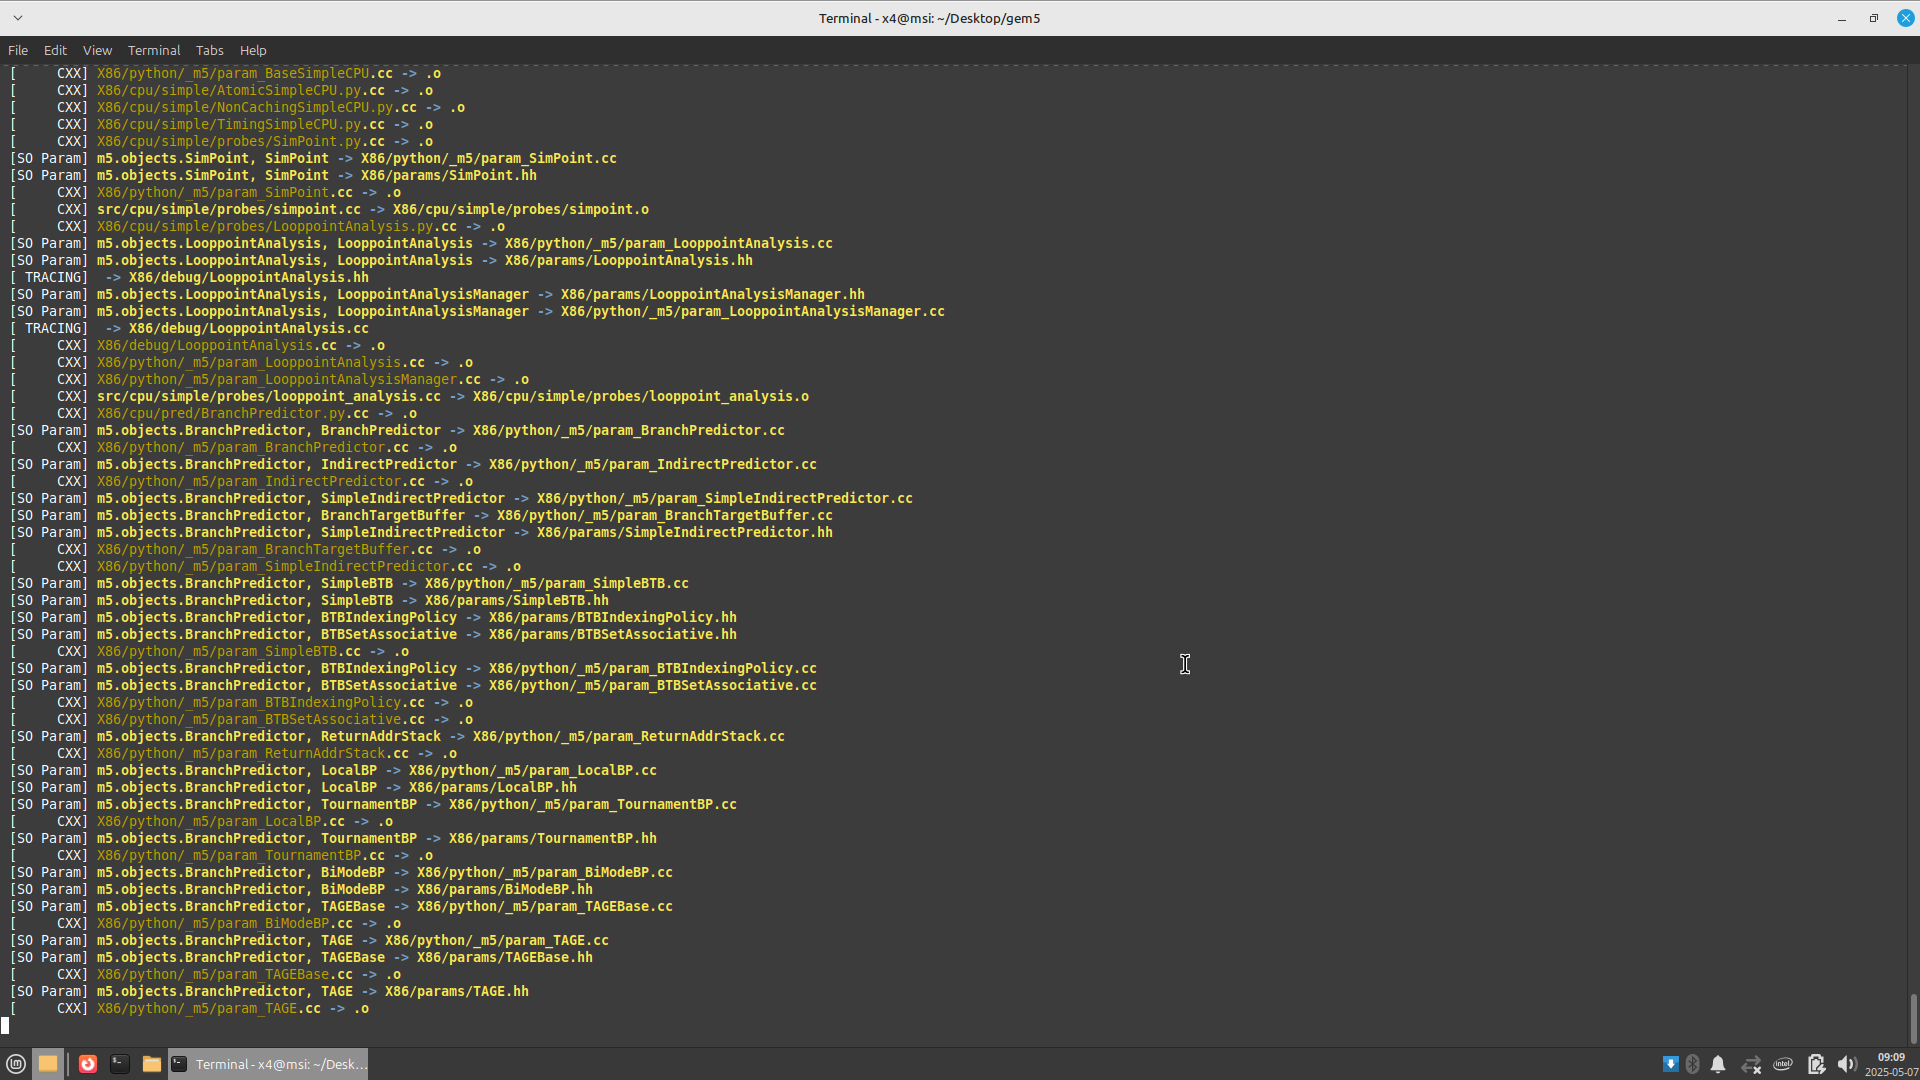 Terminal - x4@msi: ~/Desktop/gem5
File Edit View Terminal Tabs Help
[     CXX] X86/python/_m5/param_BaseSimpleCPU.cc -> .o
[     CXX] X86/cpu/simple/AtomicSimpleCPU.py.cc -> .o
[     CXX] X86/cpu/simple/NonCachingSimpleCPU.py.cc -> .o
[     CXX] X86/cpu/simple/TimingSimpleCPU.py.cc -> .o
[     CXX] X86/cpu/simple/probes/SimPoint.py.cc -> .o
[SO Param] m5.objects.SimPoint, SimPoint -> X86/python/_m5/param_SimPoint.cc
[SO Param] m5.objects.SimPoint, SimPoint -> X86/params/SimPoint.hh
[     CXX] X86/python/_m5/param_SimPoint.cc -> .o
[     CXX] src/cpu/simple/probes/simpoint.cc -> X86/cpu/simple/probes/simpoint.o
[     CXX] X86/cpu/simple/probes/LooppointAnalysis.py.cc -> .o
[SO Param] m5.objects.LooppointAnalysis, LooppointAnalysis -> X86/python/_m5/param_LooppointAnalysis.cc
[SO Param] m5.objects.LooppointAnalysis, LooppointAnalysis -> X86/params/LooppointAnalysis.hh
[ TRACING]  -> X86/debug/LooppointAnalysis.hh
[SO Param] m5.objects.LooppointAnalysis, LooppointAnalysisManager -> X86/params/LooppointAnalysisManager.hh
[SO Param] m5.objects.LooppointAnalysis, LooppointAnalysisManager -> X86/python/_m5/param_LooppointAnalysisManager.cc
[ TRACING]  -> X86/debug/LooppointAnalysis.cc
[     CXX] X86/debug/LooppointAnalysis.cc -> .o
[     CXX] X86/python/_m5/param_LooppointAnalysis.cc -> .o
[     CXX] X86/python/_m5/param_LooppointAnalysisManager.cc -> .o
[     CXX] src/cpu/simple/probes/looppoint_analysis.cc -> X86/cpu/simple/probes/looppoint_analysis.o
[     CXX] X86/cpu/pred/BranchPredictor.py.cc -> .o
[SO Param] m5.objects.BranchPredictor, BranchPredictor -> X86/python/_m5/param_BranchPredictor.cc
[     CXX] X86/python/_m5/param_BranchPredictor.cc -> .o
[SO Param] m5.objects.BranchPredictor, IndirectPredictor -> X86/python/_m5/param_IndirectPredictor.cc
[     CXX] X86/python/_m5/param_IndirectPredictor.cc -> .o
[SO Param] m5.objects.BranchPredictor, SimpleIndirectPredictor -> X86/python/_m5/param_SimpleIndirectPredictor.cc
[SO Param] m5.objects.BranchPredictor, BranchTargetBuffer -> X86/python/_m5/param_BranchTargetBuffer.cc
[SO Param] m5.objects.BranchPredictor, SimpleIndirectPredictor -> X86/params/SimpleIndirectPredictor.hh
[     CXX] X86/python/_m5/param_BranchTargetBuffer.cc -> .o
[     CXX] X86/python/_m5/param_SimpleIndirectPredictor.cc -> .o
[SO Param] m5.objects.BranchPredictor, SimpleBTB -> X86/python/_m5/param_SimpleBTB.cc
[SO Param] m5.objects.BranchPredictor, SimpleBTB -> X86/params/SimpleBTB.hh
[SO Param] m5.objects.BranchPredictor, BTBIndexingPolicy -> X86/params/BTBIndexingPolicy.hh
[SO Param] m5.objects.BranchPredictor, BTBSetAssociative -> X86/params/BTBSetAssociative.hh
[     CXX] X86/python/_m5/param_SimpleBTB.cc -> .o
[SO Param] m5.objects.BranchPredictor, BTBIndexingPolicy -> X86/python/_m5/param_BTBIndexingPolicy.cc
[SO Param] m5.objects.BranchPredictor, BTBSetAssociative -> X86/python/_m5/param_BTBSetAssociative.cc
[     CXX] X86/python/_m5/param_BTBIndexingPolicy.cc -> .o
[     CXX] X86/python/_m5/param_BTBSetAssociative.cc -> .o
[SO Param] m5.objects.BranchPredictor, ReturnAddrStack -> X86/python/_m5/param_ReturnAddrStack.cc
[     CXX] X86/python/_m5/param_ReturnAddrStack.cc -> .o
[SO Param] m5.objects.BranchPredictor, LocalBP -> X86/python/_m5/param_LocalBP.cc
[SO Param] m5.objects.BranchPredictor, LocalBP -> X86/params/LocalBP.hh
[SO Param] m5.objects.BranchPredictor, TournamentBP -> X86/python/_m5/param_TournamentBP.cc
[     CXX] X86/python/_m5/param_LocalBP.cc -> .o
[SO Param] m5.objects.BranchPredictor, TournamentBP -> X86/params/TournamentBP.hh
[     CXX] X86/python/_m5/param_TournamentBP.cc -> .o
[SO Param] m5.objects.BranchPredictor, BiModeBP -> X86/python/_m5/param_BiModeBP.cc
[SO Param] m5.objects.BranchPredictor, BiModeBP -> X86/params/BiModeBP.hh
[SO Param] m5.objects.BranchPredictor, TAGEBase -> X86/python/_m5/param_TAGEBase.cc
[     CXX] X86/python/_m5/param_BiModeBP.cc -> .o
[SO Param] m5.objects.BranchPredictor, TAGE -> X86/python/_m5/param_TAGE.cc
[SO Param] m5.objects.BranchPredictor, TAGEBase -> X86/params/TAGEBase.hh
[     CXX] X86/python/_m5/param_TAGEBase.cc -> .o
[SO Param] m5.objects.BranchPredictor, TAGE -> X86/params/TAGE.hh
[     CXX] X86/python/_m5/param_TAGE.cc -> .o
Terminal - x4@msi: ~/Desk...
intel
09:09
2025-05-07